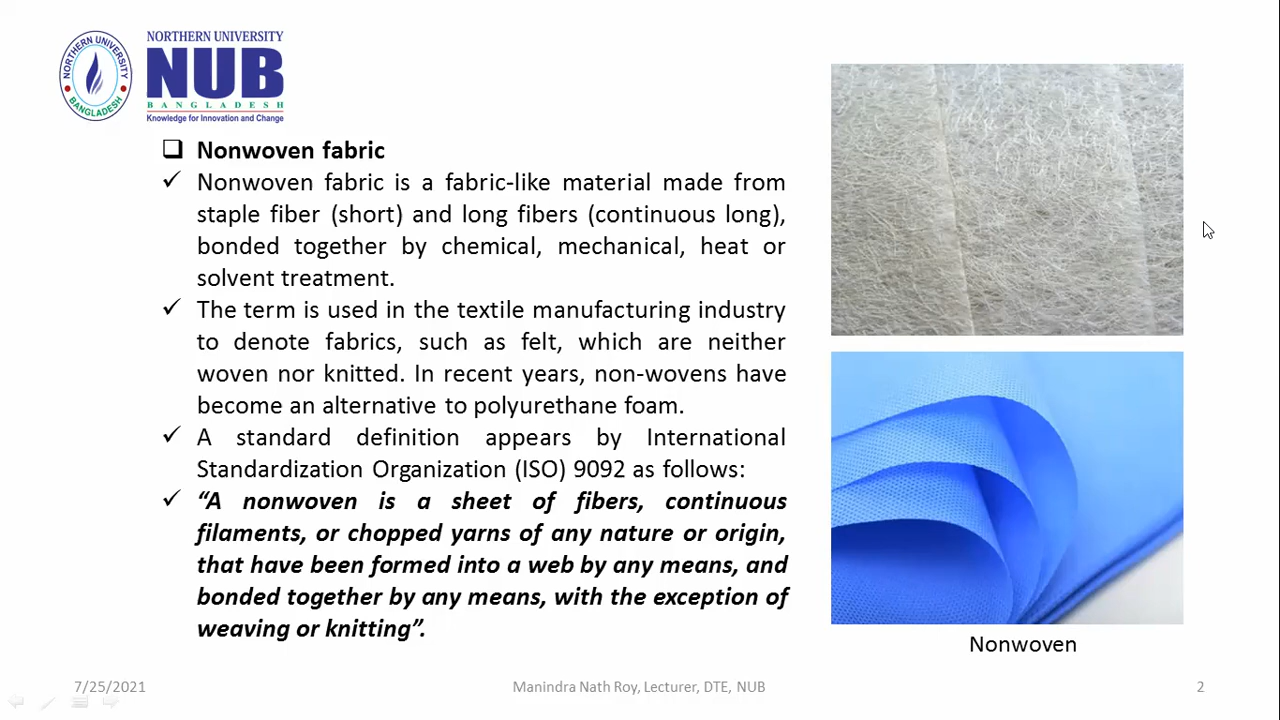 NORTHERN UNIVERSITY
BANGLADESH
NORTHERN UNIVERSITY
NUB
BANGLADESH
Knowledge for Innovation and Change
Nonwoven fabric
Nonwoven fabric is a fabric-like material made from
staple fiber (short) and long fibers (continuous long),
bonded together by chemical, mechanical, heat or
solvent treatment.
The term is used in the textile manufacturing industry
to denote fabrics, such as felt, which are neither
woven nor knitted. In recent years, non-wovens have
become an alternative to polyurethane foam.
A standard definition appears by International
Standardization Organization (ISO) 9092 as follows:
“A nonwoven is a sheet of fibers, continuous
filaments, or chopped yarns of any nature or origin,
that have been formed into a web by any means, and
bonded together by any means, with the exception of
weaving or knitting”.
Nonwoven
7/25/2021
Manindra Nath Roy, Lecturer, DTE, NUB
2